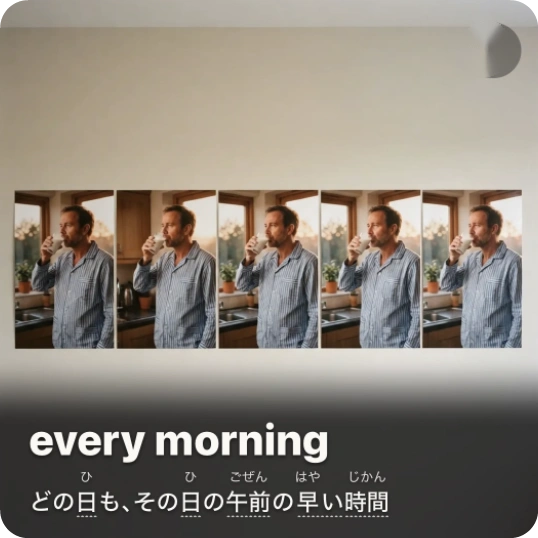 every morning
どの日も、その日の午前の早い時間
ひ ひ ごぜん はや じかん